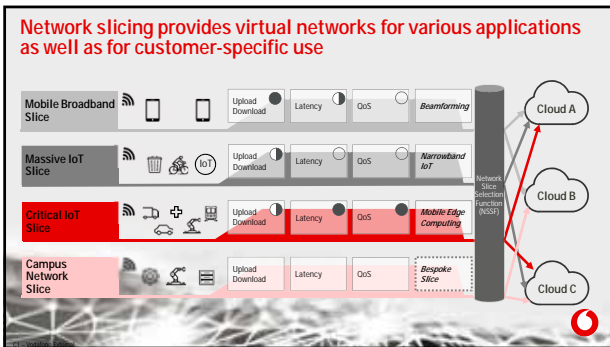 Network slicing provides virtual networks for various applications
as well as for customer-specific use
Mobile Broadband
Slice
Upload
Download
Latency
QoS
Beamforming
Massive IoT
Slice
IoT
Upload
Download
Latency
QoS
Narrowband
IoT
Critical IoT
Slice
Upload
Download
Latency
QoS
Mobile Edge
Computing
Campus
Network
Slice
Upload
Download
Latency
QoS
Bespoke
Slice
Network
Slice
Selection
Function
(NSSF)
Cloud A
Cloud B
Cloud C
Vodafone External